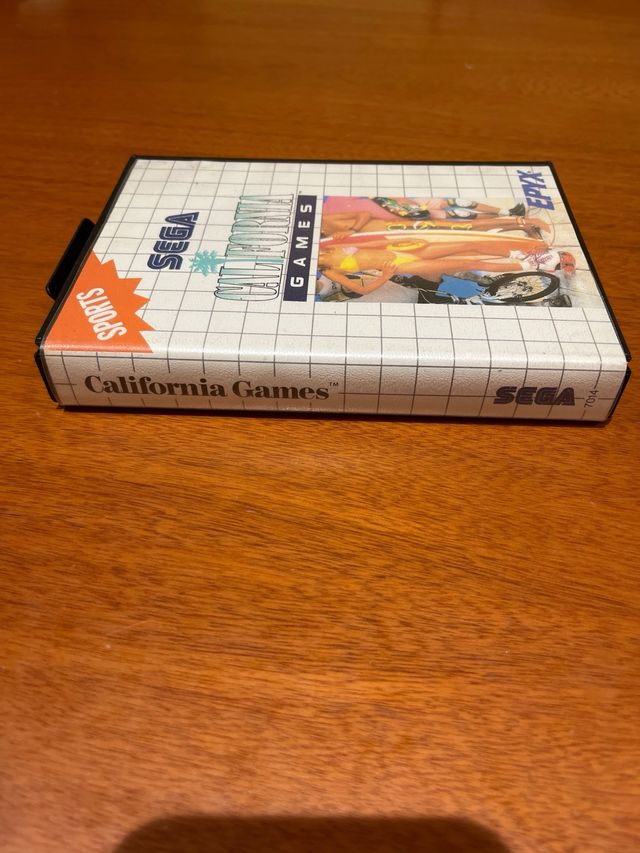 SEGA
CALIFORNIA
GAMES
EPYX
SPORTS
California Games™
SEGA
7014